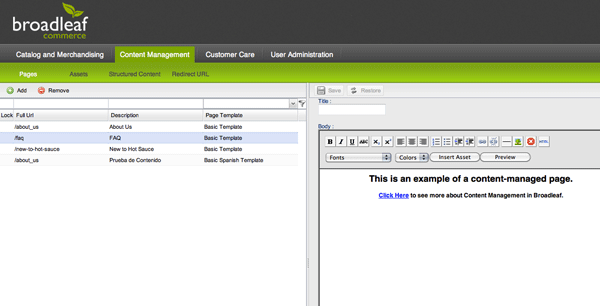 broadleaf
commerce
Catalog and Merchandising Content Management Customer Care User Administration
Pages Assets Structured Content Redirect URL
Add Remove
Save Restore
Title :
Lock Full Url Description Page Template
/about_us About Us Basic Template
/faq FAQ Basic Template
/new-to-hot-sauce New to Hot Sauce Basic Template
/about_us Prueba de Contenido Basic Spanish Template
Body :
B I U ABC X₂ X² HTML
Fonts Colors Insert Asset Preview
This is an example of a content-managed page.
Click Here to see more about Content Management in Broadleaf.